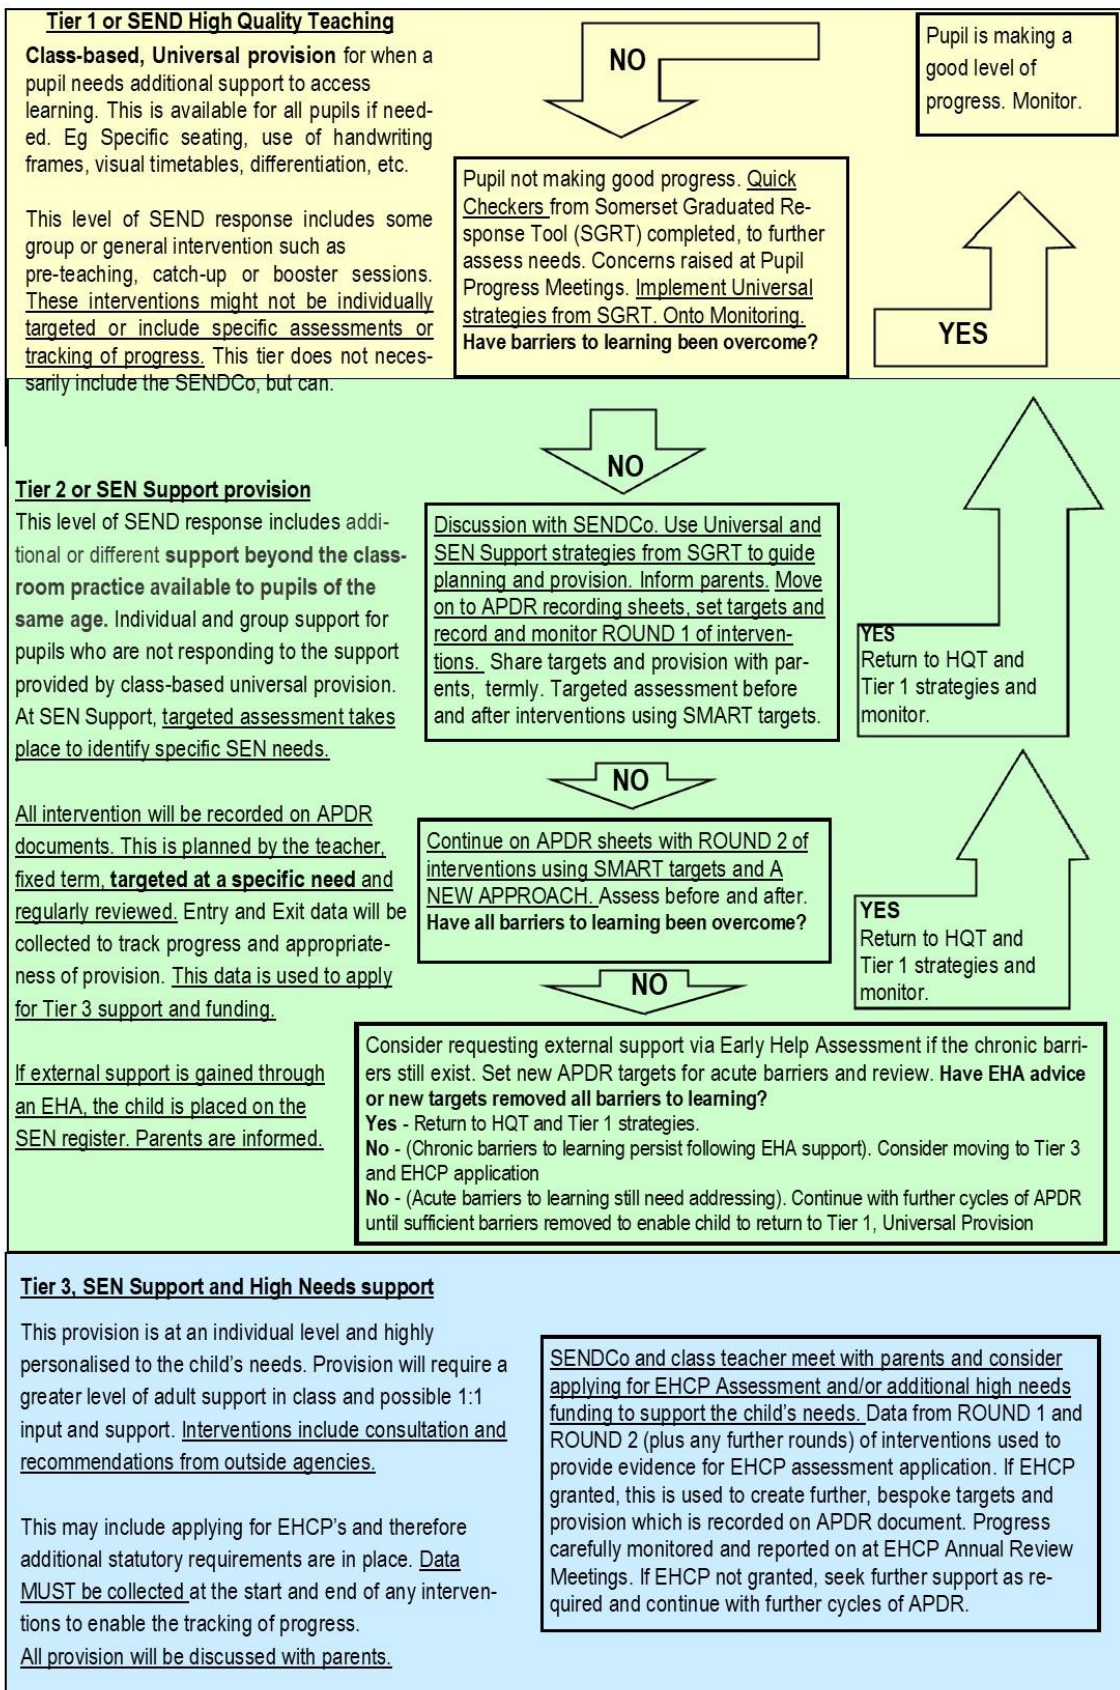 Tier 1 or SEND High Quality Teaching
Class-based, Universal provision for when a
pupil needs additional support to access
learning. This is available for all pupils if need-
ed. Eg Specific seating, use of handwriting
frames, visual timetables, differentiation, etc.
This level of SEND response includes some
group or general intervention such as
pre-teaching, catch-up or booster sessions.
These interventions might not be individually
targeted or include specific assessments or
tracking of progress. This tier does not neces-
sarily include the SENDCo, but can.
NO
Pupil is making a
good level of
progress. Monitor.
Pupil not making good progress. Quick
Checkers from Somerset Graduated Re-
sponse Tool (SGRT) completed, to further
assess needs. Concerns raised at Pupil
Progress Meetings. Implement Universal
strategies from SGRT. Onto Monitoring.
Have barriers to learning been overcome?
YES
NO
Tier 2 or SEN Support provision
This level of SEND response includes addi-
tional or different support beyond the class-
room practice available to pupils of the
same age. Individual and group support for
pupils who are not responding to the support
provided by class-based universal provision.
At SEN Support, targeted assessment takes
place to identify specific SEN needs.
All intervention will be recorded on APDR
documents. This is planned by the teacher,
fixed term, targeted at a specific need and
regularly reviewed. Entry and Exit data will be
collected to track progress and appropriate-
ness of provision. This data is used to apply
for Tier 3 support and funding.
If external support is gained through
an EHA, the child is placed on the
SEN register. Parents are informed.
Discussion with SENDCo. Use Universal and
SEN Support strategies from SGRT to guide
planning and provision. Inform parents. Move
on to APDR recording sheets, set targets and
record and monitor ROUND 1 of interven-
tions. Share targets and provision with par-
ents, termly. Targeted assessment before
and after interventions using SMART targets.
YES
Return to HQT and
Tier 1 strategies and
monitor.
NO
Continue on APDR sheets with ROUND 2 of
interventions using SMART targets and A
NEW APPROACH. Assess before and after.
Have all barriers to learning been overcome?
YES
Return to HQT and
Tier 1 strategies and
monitor.
NO
Consider requesting external support via Early Help Assessment if the chronic barri-
ers still exist. Set new APDR targets for acute barriers and review. Have EHA advice
or new targets removed all barriers to learning?
Yes - Return to HQT and Tier 1 strategies.
No - (Chronic barriers to learning persist following EHA support). Consider moving to Tier 3
and EHCP application
No - (Acute barriers to learning still need addressing). Continue with further cycles of APDR
until sufficient barriers removed to enable child to return to Tier 1, Universal Provision
Tier 3, SEN Support and High Needs support
This provision is at an individual level and highly
personalised to the child's needs. Provision will require a
greater level of adult support in class and possible 1:1
input and support. Interventions include consultation and
recommendations from outside agencies.
This may include applying for EHCP's and therefore
additional statutory requirements are in place. Data
MUST be collected at the start and end of any interven-
tions to enable the tracking of progress.
All provision will be discussed with parents.
SENDCo and class teacher meet with parents and consider
applying for EHCP Assessment and/or additional high needs
funding to support the child's needs. Data from ROUND 1 and
ROUND 2 (plus any further rounds) of interventions used to
provide evidence for EHCP assessment application. If EHCP
granted, this is used to create further, bespoke targets and
provision which is recorded on APDR document. Progress
carefully monitored and reported on at EHCP Annual Review
Meetings. If EHCP not granted, seek further support as re-
quired and continue with further cycles of APDR.